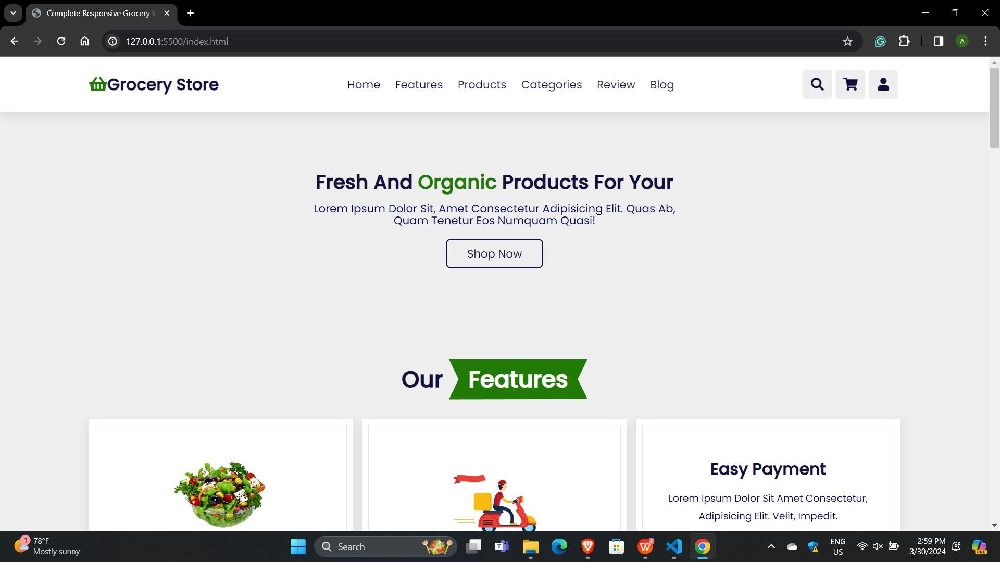 Complete Responsive Grocery
127.0.0.1:5500/index.html
A
Grocery Store
Home
Features
Products
Categories
Review
Blog
Fresh And Organic Products For Your
Lorem Ipsum Dolor Sit, Amet Consectetur Adipisicing Elit. Quas Ab,
Quam Tenetur Eos Numquam Quasi!
Shop Now
Our Features
Easy Payment
Lorem Ipsum Dolor Sit Amet Consectetur,
Adipisicing Elit. Velit, Impedit.
1
78°F
Mostly sunny
Search
ENG
US
2:59 PM
3/30/2024
PRE